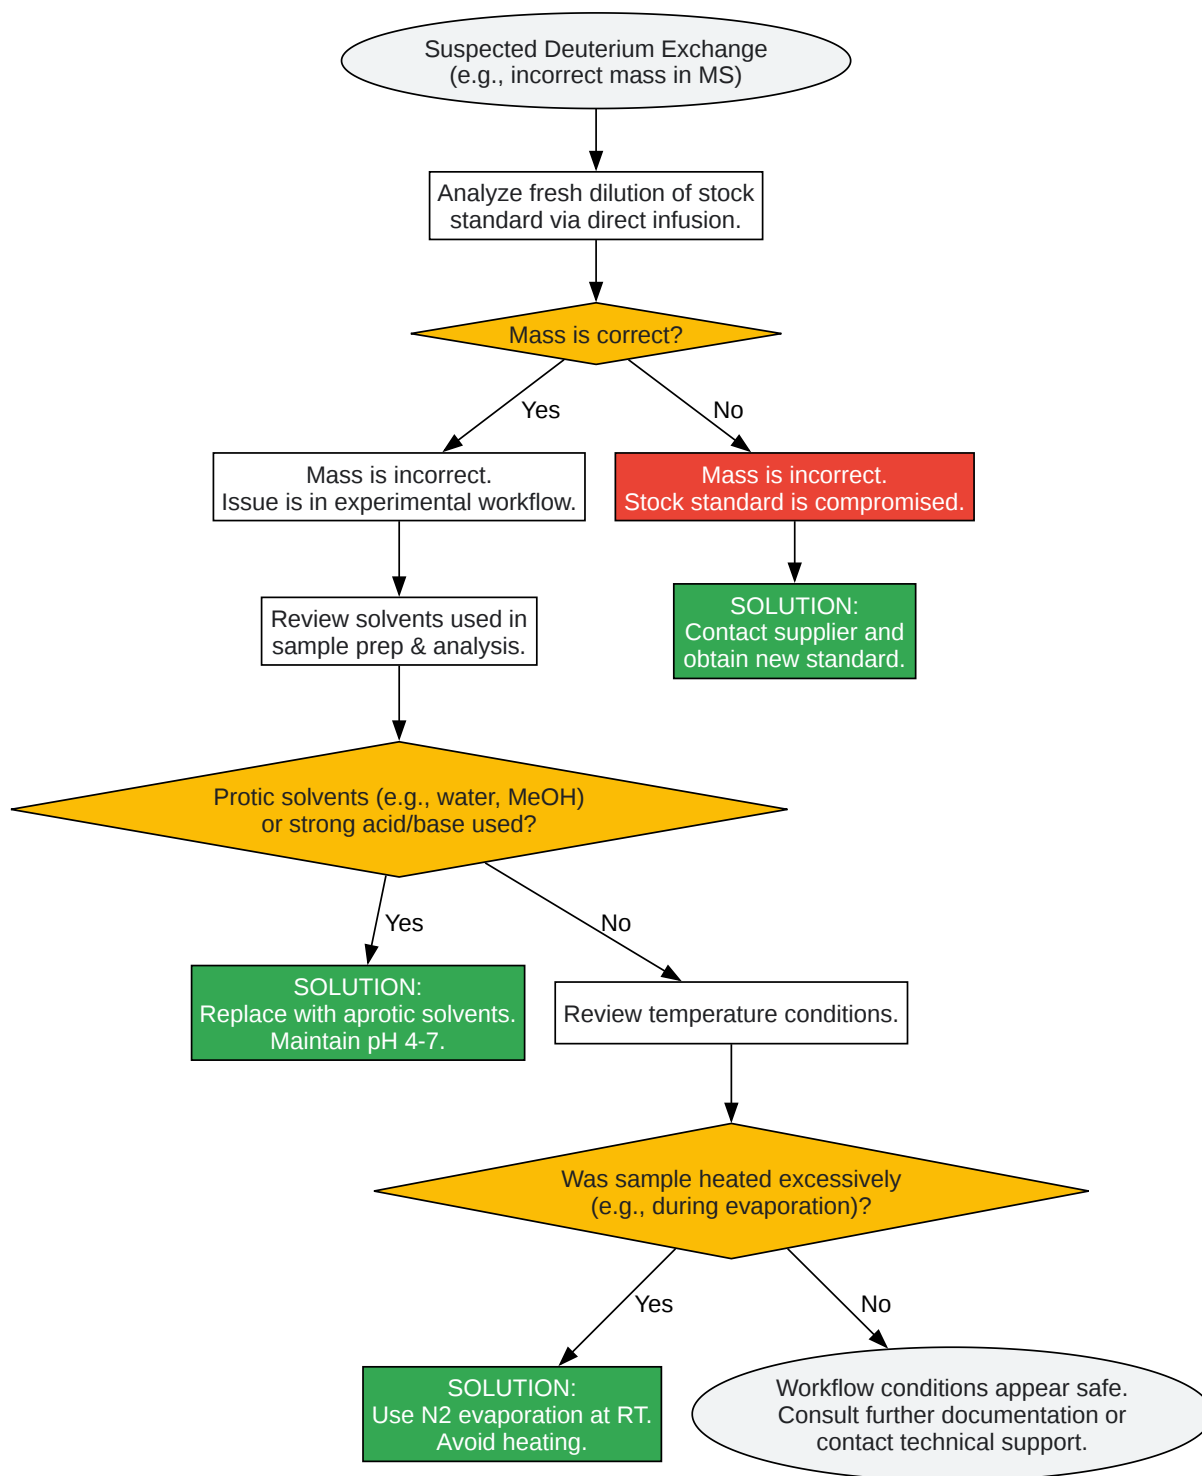 Suspected Deuterium Exchange
(e.g., incorrect mass in MS)
Analyze fresh dilution of stock
standard via direct infusion.
Mass is correct?
Yes
No
Mass is incorrect.
Issue is in experimental workflow.
Mass is incorrect.
Stock standard is compromised.
Review solvents used in
sample prep & analysis.
SOLUTION:
Contact supplier and
obtain new standard.
Protic solvents (e.g., water, MeOH)
or strong acid/base used?
Yes
No
SOLUTION:
Replace with aprotic solvents.
Maintain pH 4-7.
Review temperature conditions.
Was sample heated excessively
(e.g., during evaporation)?
Yes
No
SOLUTION:
Use N2 evaporation at RT.
Avoid heating.
Workflow conditions appear safe.
Consult further documentation or
contact technical support.